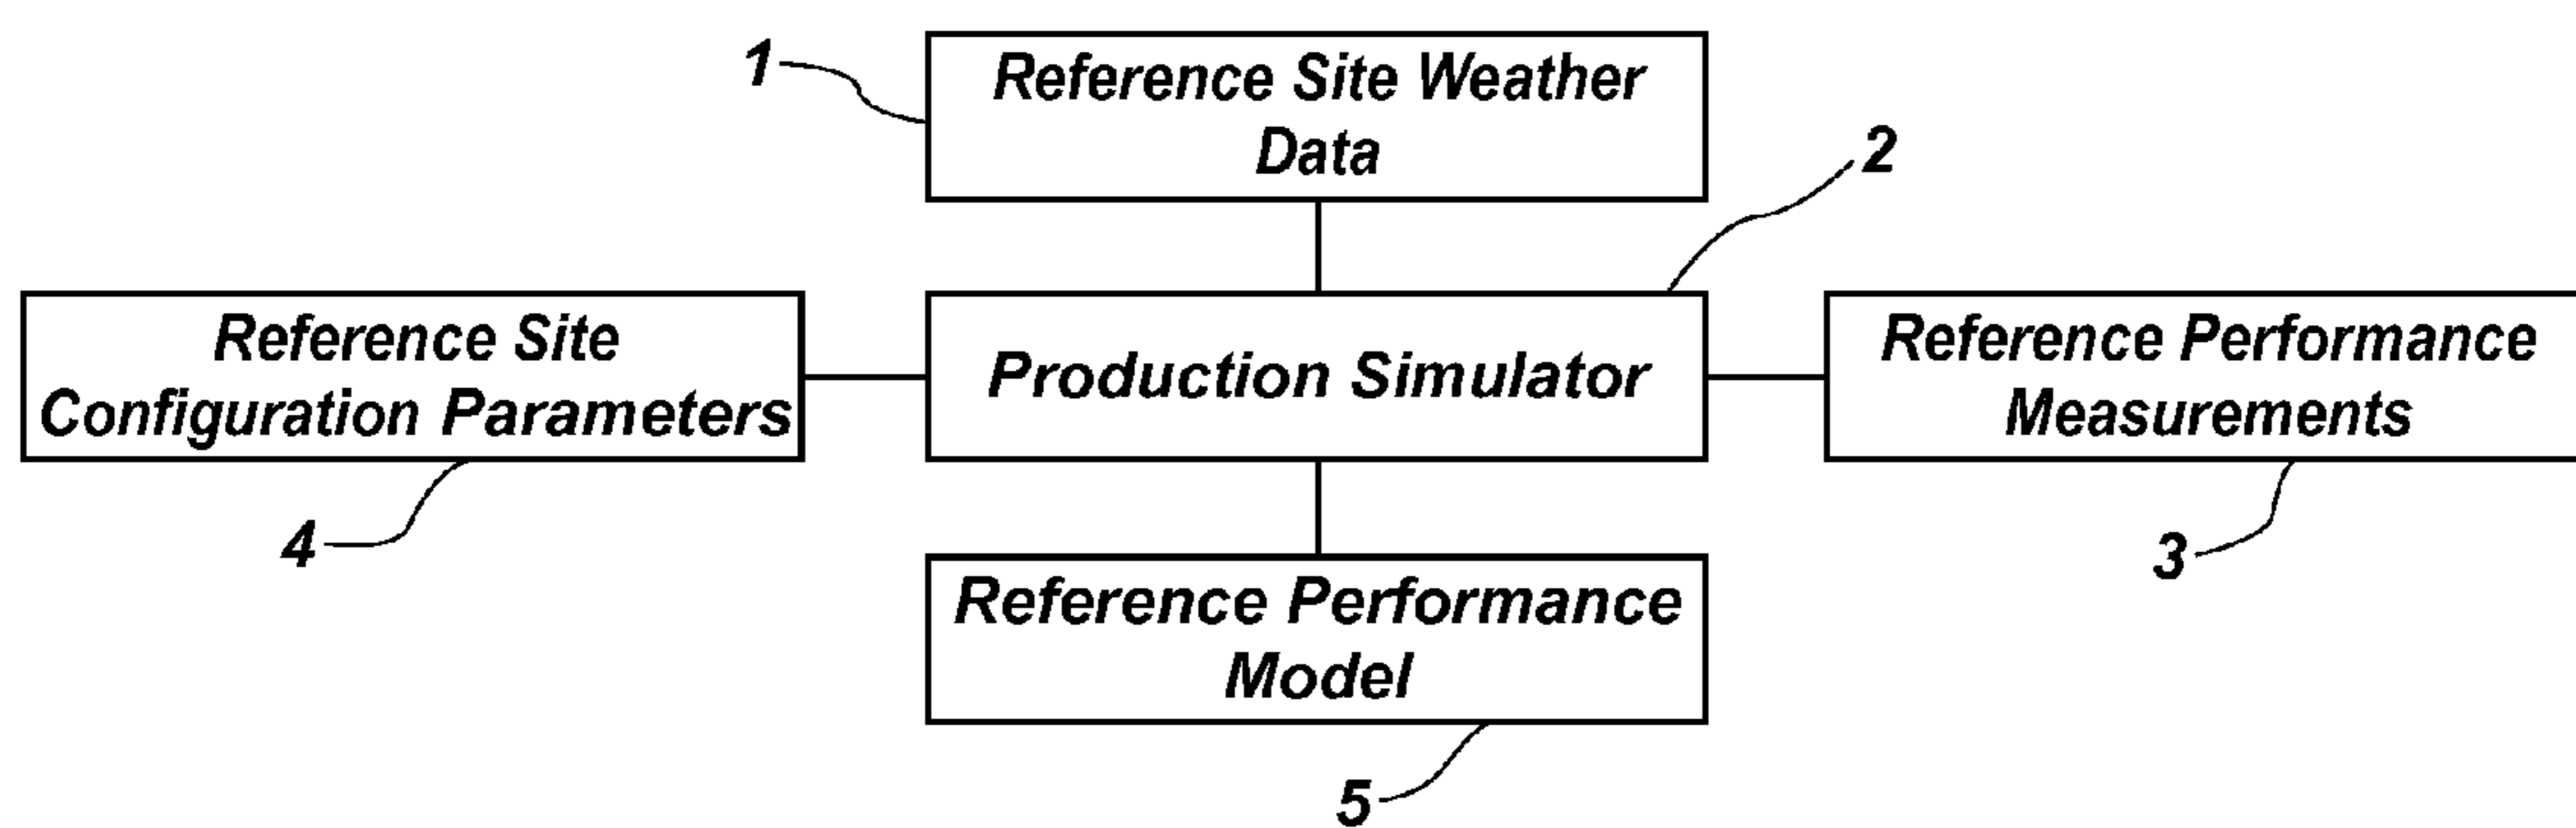 1
Reference Site Weather
Data
2
Reference Site
Configuration Parameters
Production Simulator
Reference Performance
Measurements
4
3
Reference Performance
Model
5